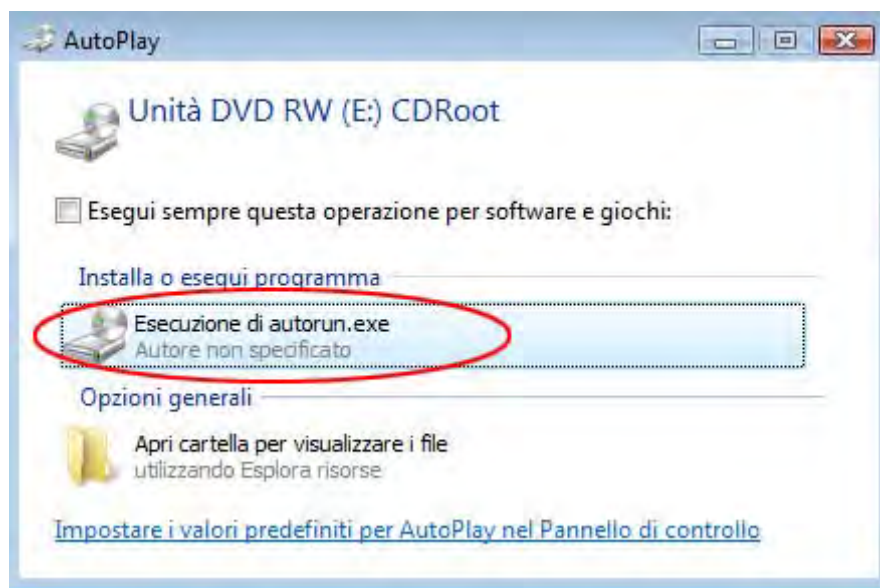 AutoPlay
Unità DVD RW (E:) CDRoot
Esegui sempre questa operazione per software e giochi:
Installa o esegui programma
Esecuzione di autorun.exe
Autore non specificato
Opzioni generali
Apri cartella per visualizzare i file
utilizzando Esplora risorse
Impostare i valori predefiniti per AutoPlay nel Pannello di controllo